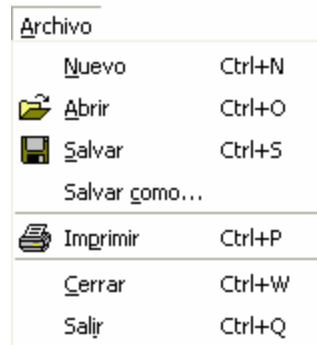 Archivo
Nuevo Ctrl+N
Abrir Ctrl+O
Salvar Ctrl+S
Salvar como...
Imprimir Ctrl+P
Cerrar Ctrl+W
Salir Ctrl+Q